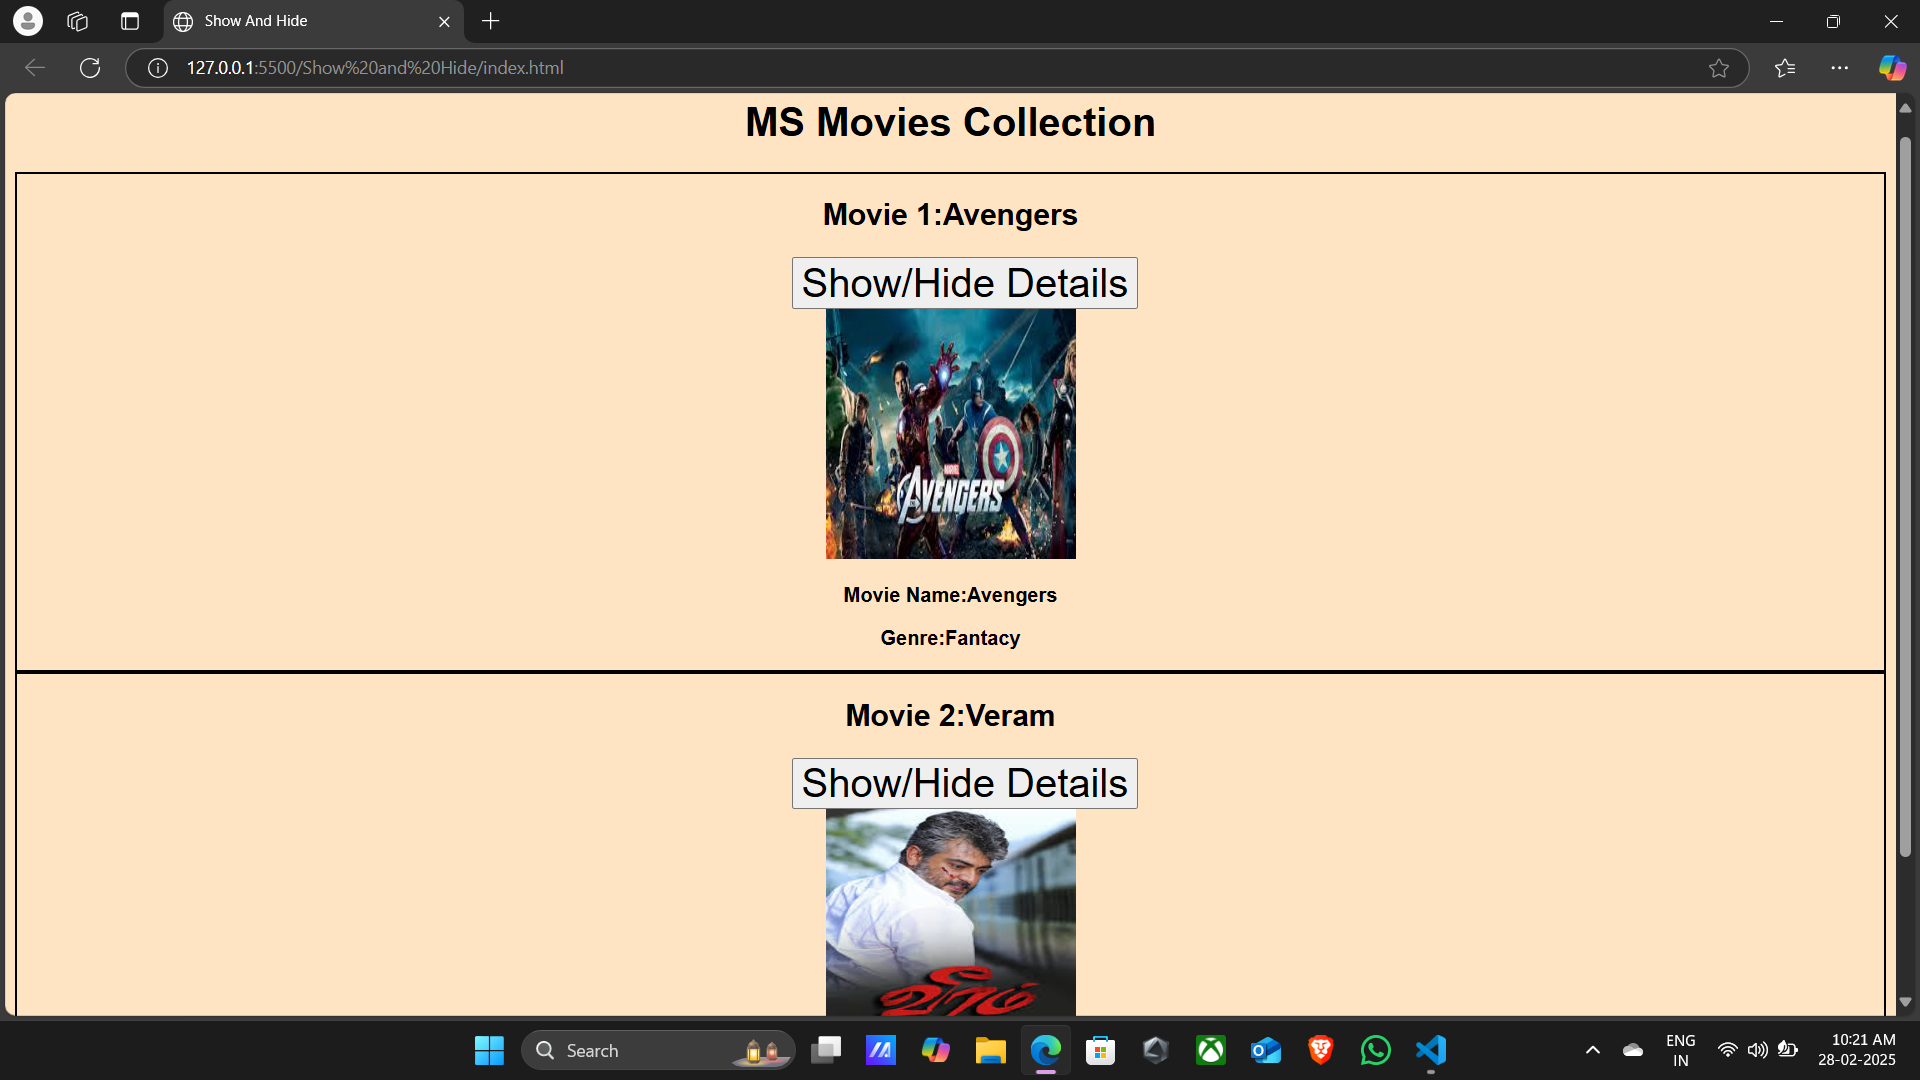 Show And Hide
127.0.0.1:5500/Show%20and%20Hide/index.html
MS Movies Collection
Movie 1:Avengers
Show/Hide Details
MARVEL
AVENGERS
Movie Name:Avengers
Genre:Fantacy
Movie 2:Veram
Show/Hide Details
வீரம்
Search
ENG
IN
10:21 AM
28-02-2025